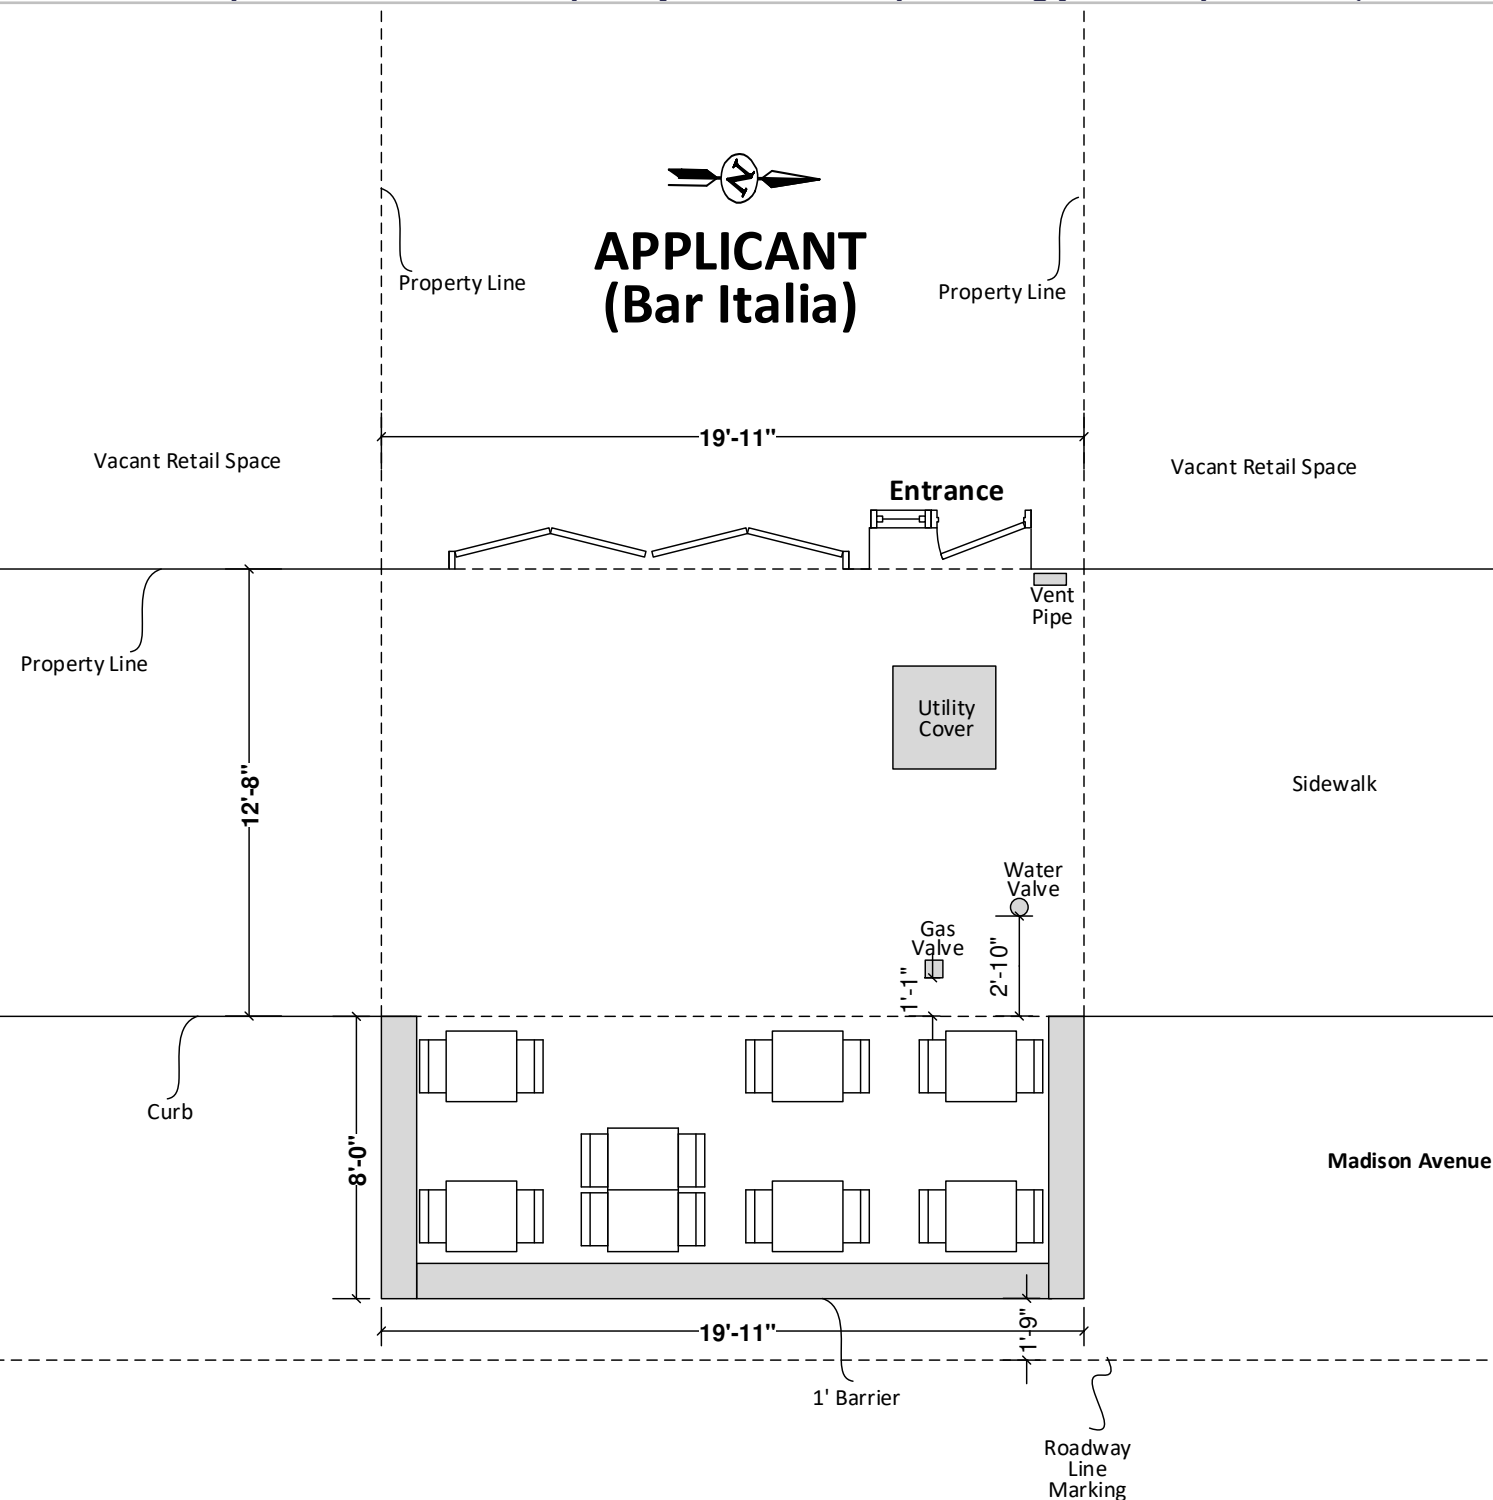 N
APPLICANT
(Bar Italia)
Property Line
Property Line
19'-11"
Vacant Retail Space
Vacant Retail Space
Entrance
Vent
Pipe
Property Line
Utility
Cover
12'-8"
Sidewalk
Water
Valve
Gas
Valve
1'-1"
2'-10"
Curb
8'-0"
Madison Avenue
19'-11"
1'-9"
1' Barrier
Roadway
Line
Marking